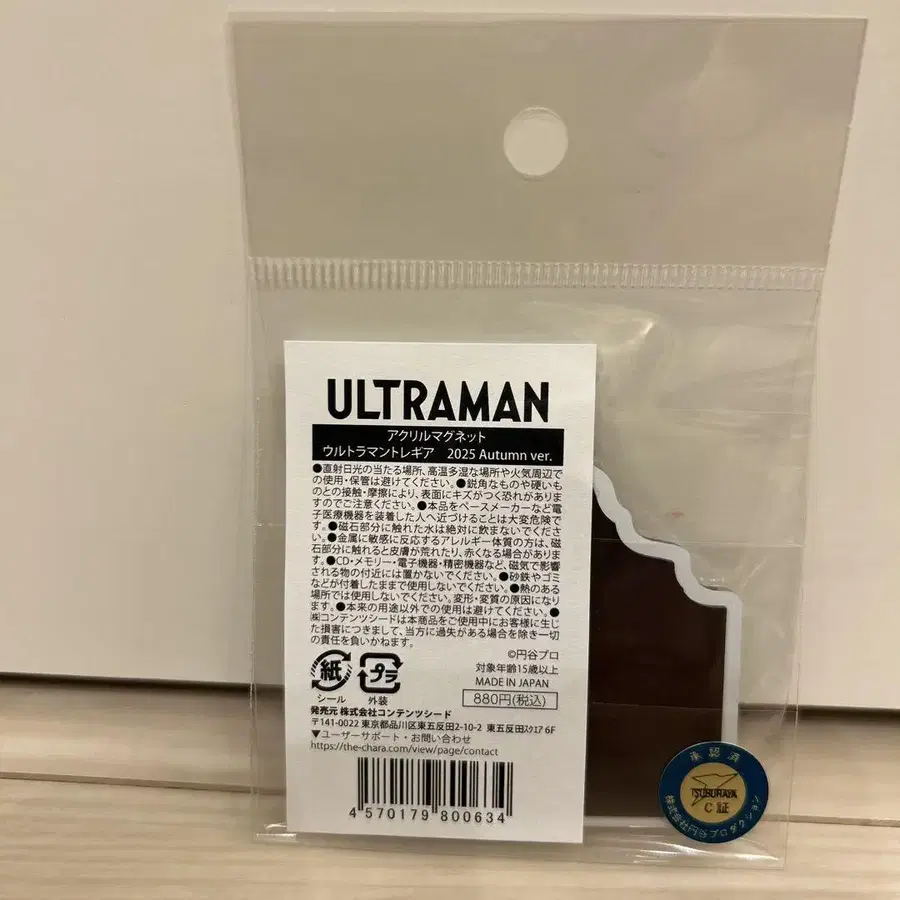 ULTRAMAN
アクリルマグネット
ウルトラマントレギア 2025 Autumn ver.
●直射日光の当たる場所、高温多湿な場所や火気周辺で
の使用・保管は避けてください。●鋭角なものや硬いも
のとの接触・摩擦により、表面にキズがつく恐れがありま
すのでご注意ください。●本品をペースメーカーなど電
子医療機器を装着した人へ近づけることは大変危険で
す。●磁石部分に触れた水は絶対に飲まないでくださ
い。●金属に敏感に反応するアレルギー体質の方は、磁
石部分に触れると皮膚が荒れたり、赤くなる場合がありま
す。●CD・メモリー・電子機器・精密機器など、磁気で影響
される物の付近には置かないでください。●砂鉄やゴミ
などが付着したままで使用しないでください。●熱のある
場所では使用しないでください。変形・変質の原因になり
ます。●本来の用途以外での使用は避けてください。●
㈱コンテンツシードは本商品をご使用中にお客様に生じ
た損害につきまして、当方に過失がある場合を除き一切
の責任を負いかねます。
©円谷プロ
対象年齢15歳以上
MADE IN JAPAN
880円(税込)
紙
シール
プラ
外装
発売元 株式会社コンテンツシード
〒141-0022 東京都品川区東五反田2-10-2 東五反田スクエア 6F
▼ユーザーサポート・お問い合わせ
https://the-chara.com/view/page/contact
4 570179 800634
承認済
TSUBURAYA
C 証
株式会社円谷プロダクション